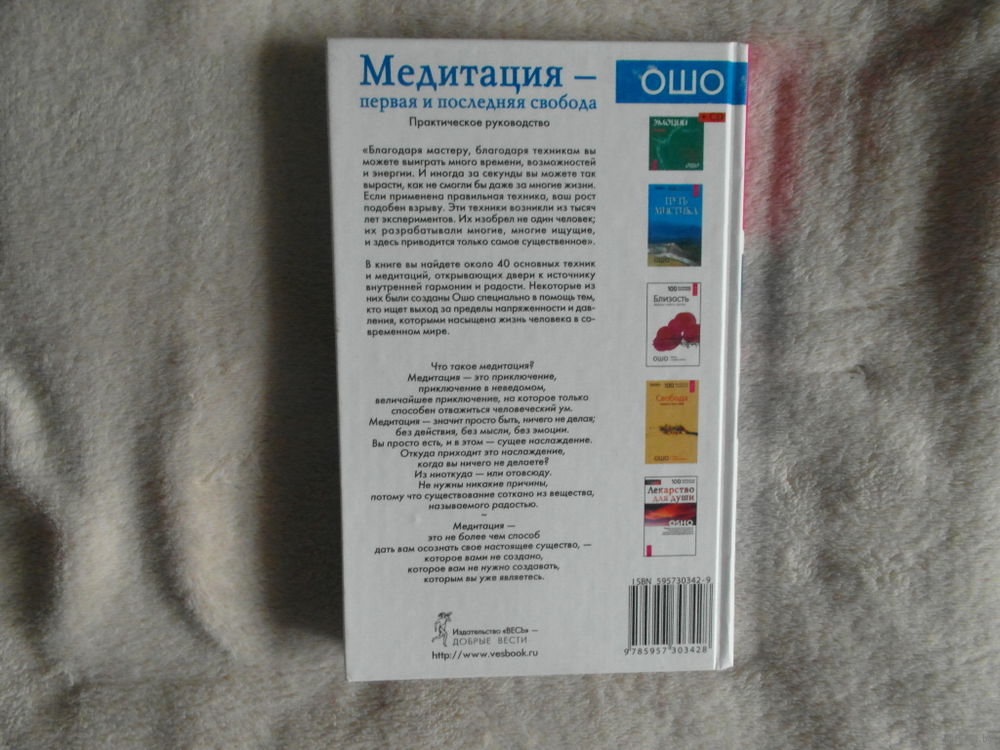 Медитация –
первая и последняя свобода
Практическое руководство
«Благодаря мастеру, благодаря техникам вы
можете выиграть много времени, возможностей
и энергии. И иногда за секунды вы можете так
вырасти, как не смогли бы даже за многие жизни.
Если применена правильная техника, ваш рост
подобен взрыву. Эти техники возникли из тысяч
лет экспериментов. Их изобрел не один человек;
их разрабатывали многие, многие ищущие,
и здесь приводится только самое существенное».
В книге вы найдете около 40 основных техник
и медитаций, открывающих двери к источнику
внутренней гармонии и радости. Некоторые из
них были созданы Ошо специально в помощь тем,
кто ищет выход за пределы напряженности и дав-
ления, которыми насыщена жизнь человека в со-
временном мире.
Что такое медитация?
Медитация — это приключение,
приключение в неведомом,
величайшее приключение, на которое только
способен отважиться человеческий ум.
Медитация — значит просто быть, ничего не делая;
без действия, без мысли, без эмоции.
Вы просто есть, и в этом — сущее наслаждение.
Откуда приходит это наслаждение,
когда вы ничего не делаете?
Из ниоткуда — или отовсюду.
Не нужны никакие причины,
потому что существование соткано из вещества,
называемого радостью.
~
Медитация —
это не более чем способ
дать вам осознать свое настоящее существо, —
которое вами не создано,
которое вам не нужно создавать,
которым вы уже являетесь.
Издательство «ВЕСЬ» —
ДОБРЫЕ ВЕСТИ
http://www.vesbook.ru
ОШО
+ CD
ЭМОЦИИ
ОШО
ПУТЬ
МИСТИКА
ОШО
100
Близость
ОШО
100
Свобода
ОШО
100
Лекарство
для души
OSHO
ISBN 595730342-9
9785957303428